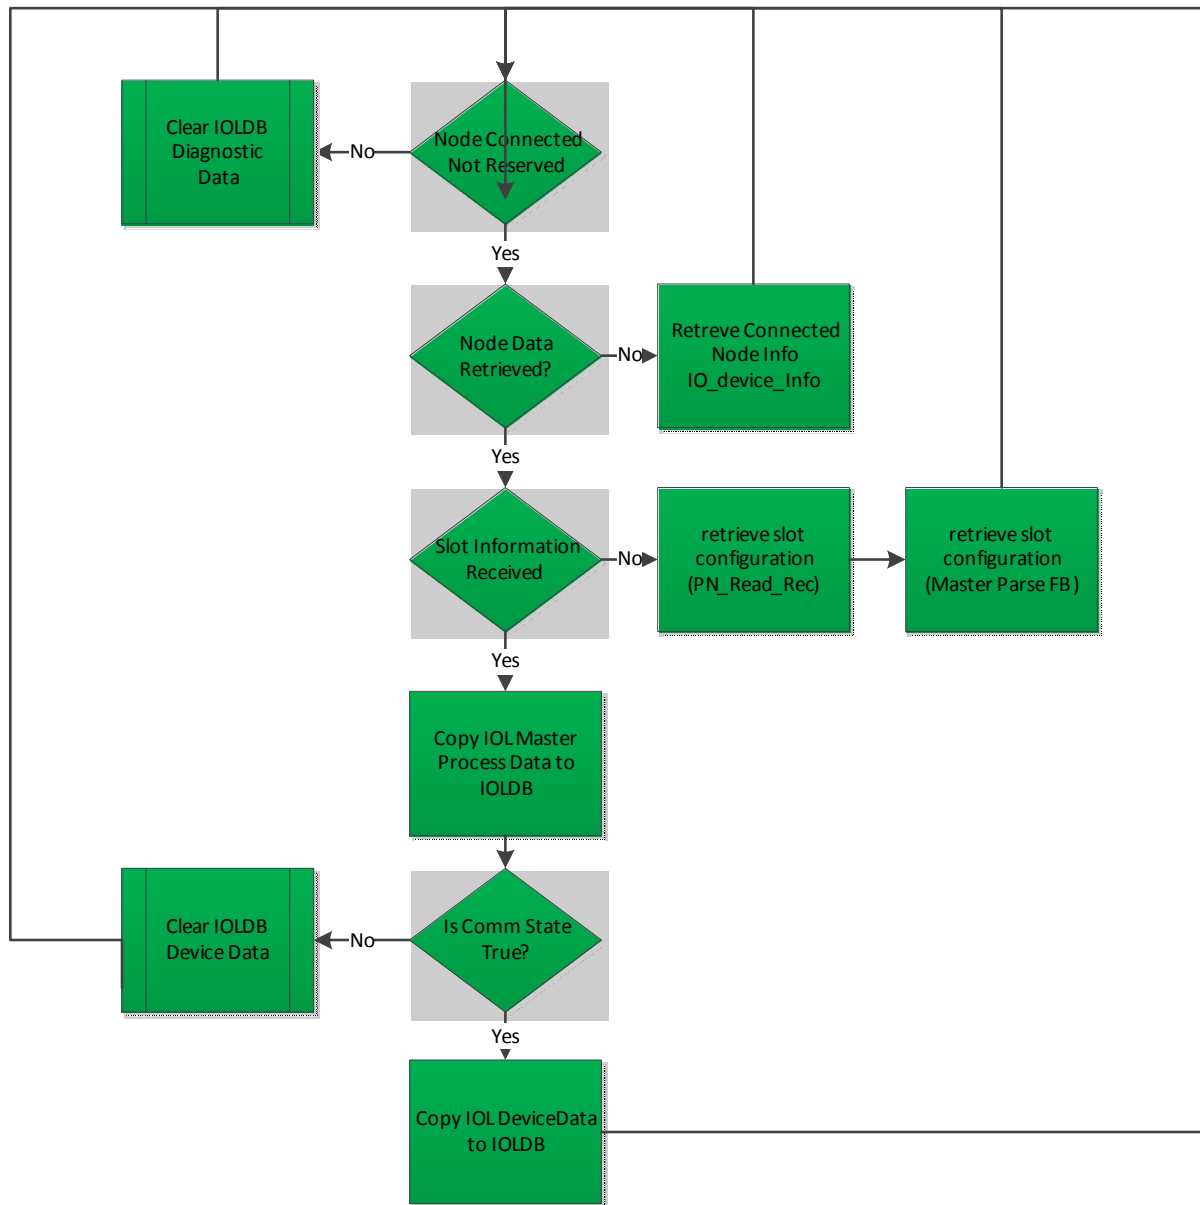 Clear IOLDB
Diagnostic
Data
No
Node Connected
Not Reserved
Yes
Node Data
Retrieved?
No
Retreve Connected
Node Info
IO_device_Info
Yes
Slot Information
Received
No
retrieve slot
configuration
(PN_Read_Rec)
retrieve slot
configuration
(Master Parse FB)
Yes
Copy IOL Master
Process Data to
IOLDB
Clear IOLDB
Device Data
No
Is Comm State
True?
Yes
Copy IOL DeviceData
to IOLDB